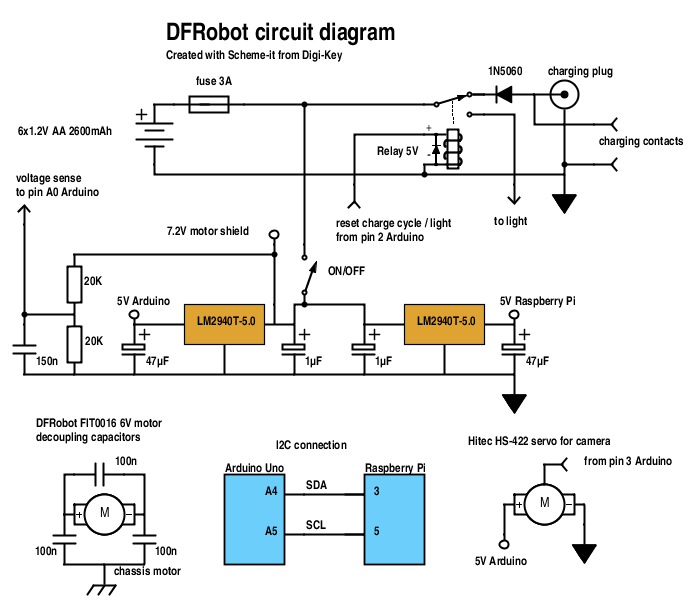 DFRobot circuit diagram
Created with Scheme-it from Digi-Key
fuse 3A
1N5060
charging plug
+
6x1.2V AA 2600mAh
+
Relay 5V
-
charging contacts
voltage sense
to pin A0 Arduino
reset charge cycle / light
from pin 2 Arduino
to light
7.2V motor shield
ON/OFF
20K
5V Arduino
LM2940T-5.0
LM2940T-5.0
5V Raspberry Pi
+
+
+
+
20K
150n
47µF
1µF
1µF
47µF
DFRobot FIT0016 6V motor
decoupling capacitors
100n
+ M -
100n
100n
chassis motor
I2C connection
Arduino Uno
Raspberry Pi
A4
SDA
3
A5
SCL
5
Hitec HS-422 servo for camera
from pin 3 Arduino
+ M -
5V Arduino